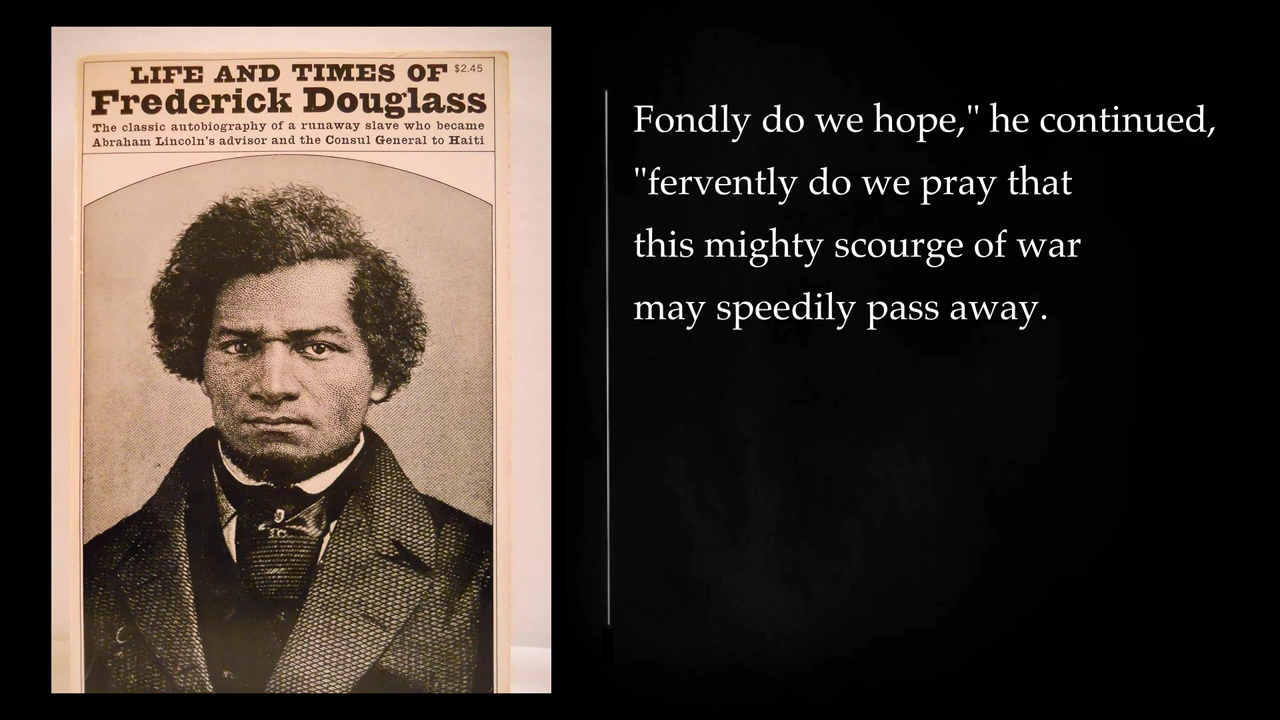 LIFE AND TIMES OF $2.45
Frederick Douglass
The classic autobiography of a runaway slave who became
Abraham Lincoln's advisor and the Consul General to Haiti
Fondly do we hope," he continued,
"fervently do we pray that
this mighty scourge of war
may speedily pass away.